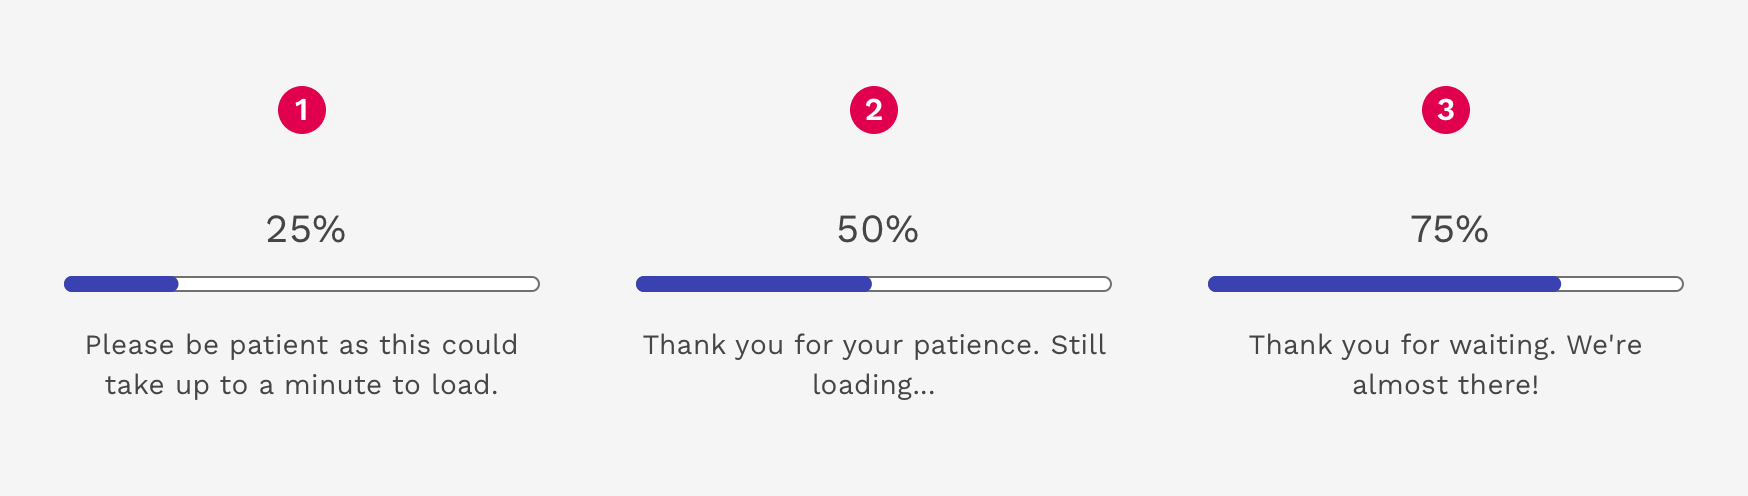 1
25%
Please be patient as this could
take up to a minute to load.
2
50%
Thank you for your patience. Still
loading...
3
75%
Thank you for waiting. We're
almost there!